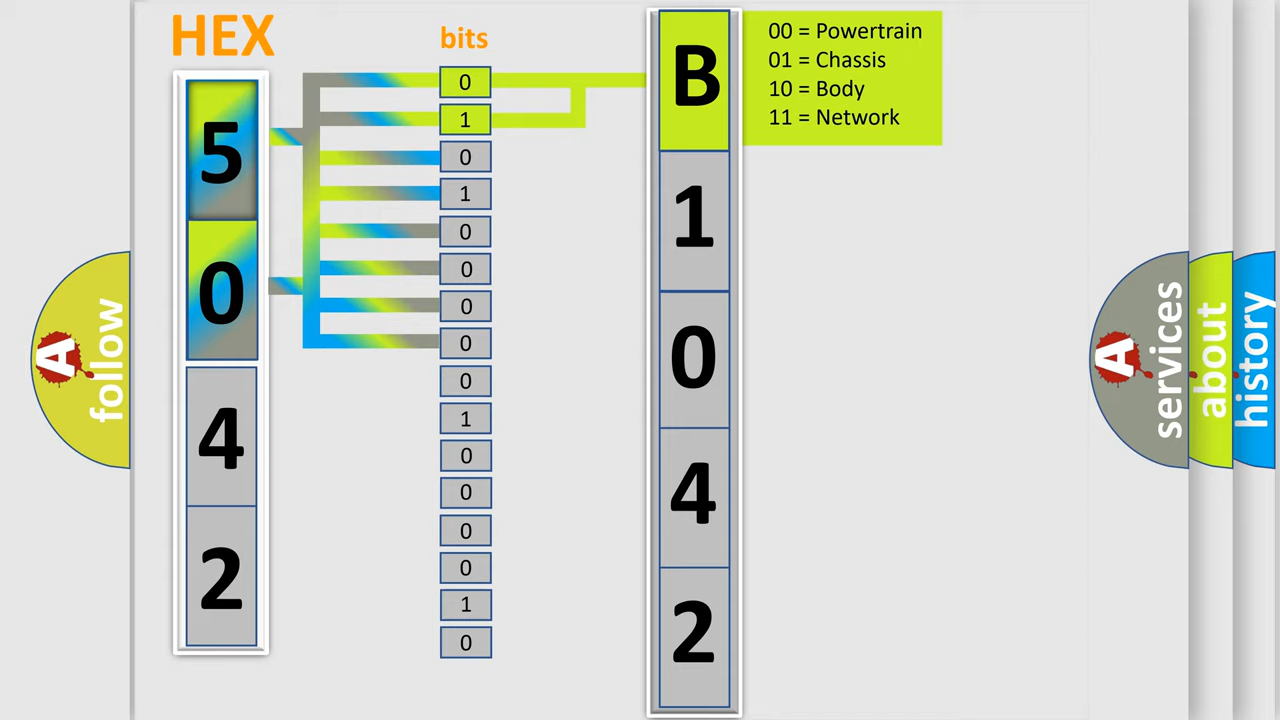 HEX
bits
5
0
4
2
0
1
0
1
0
0
0
0
0
1
0
0
0
0
1
0
B
1
0
4
2
00 = Powertrain
01 = Chassis
10 = Body
11 = Network
A
follow
A
services
about
history